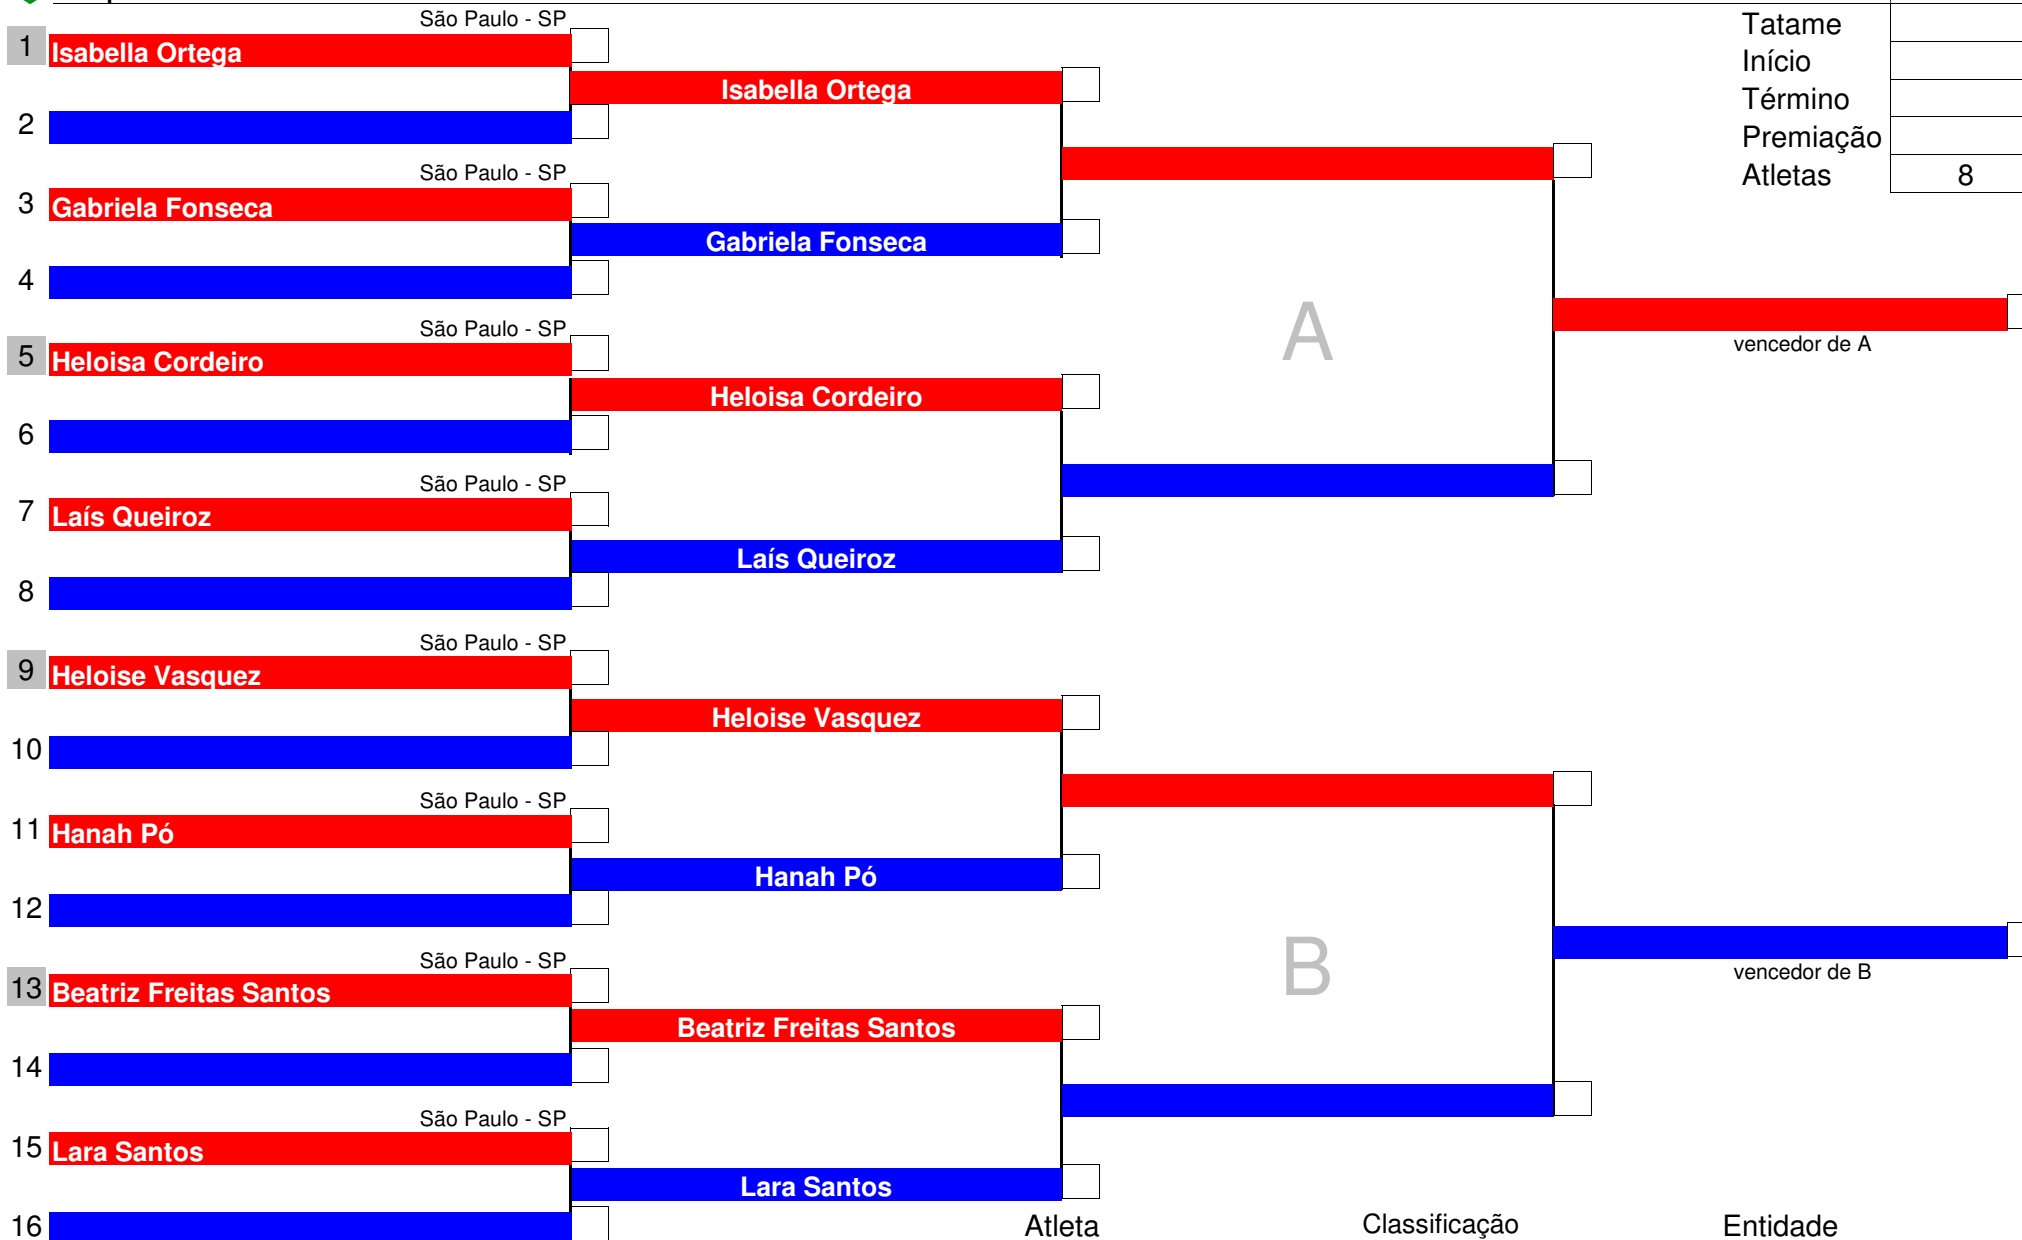 São Paulo - SP
Tatame
1 Isabella Ortega
Início
Isabella Ortega
Término
2
Premiação
São Paulo - SP
Atletas 8
3 Gabriela Fonseca
Gabriela Fonseca
4
A
São Paulo - SP
vencedor de A
5 Heloisa Cordeiro
Heloisa Cordeiro
6
São Paulo - SP
7 Laís Queiroz
Laís Queiroz
8
São Paulo - SP
9 Heloise Vasquez
Heloise Vasquez
10
São Paulo - SP
11 Hanah Pó
Hanah Pó
12
B
São Paulo - SP
vencedor de B
13 Beatriz Freitas Santos
Beatriz Freitas Santos
14
São Paulo - SP
15 Lara Santos
Lara Santos
16
Atleta Classificação Entidade